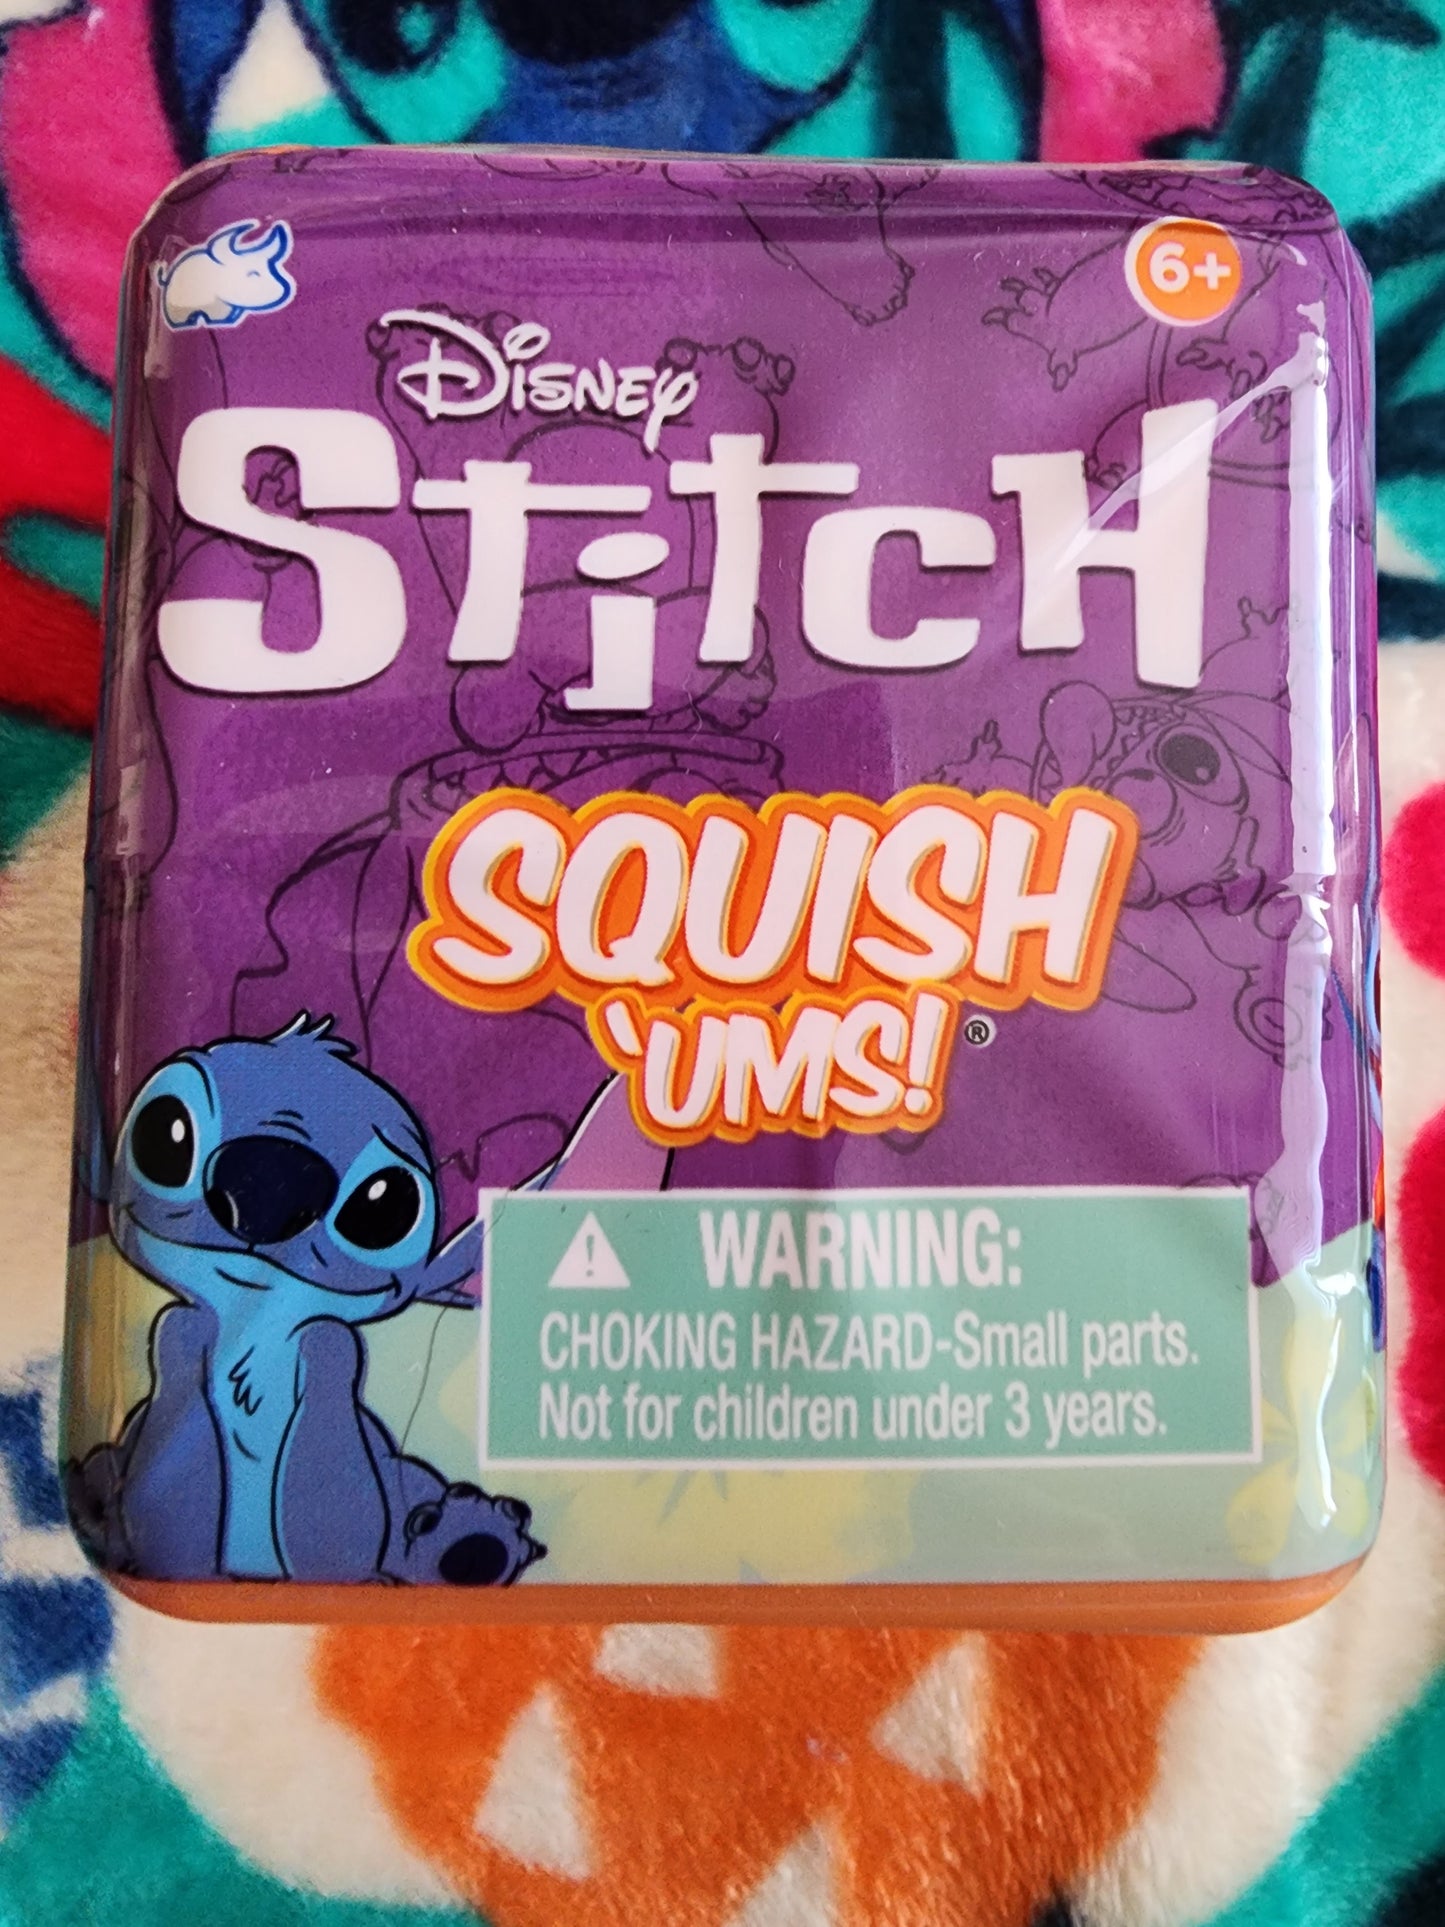 6+
Disney
Stitch
SQUISH
'UMS!®
⚠ WARNING:
CHOKING HAZARD-Small parts.
Not for children under 3 years.